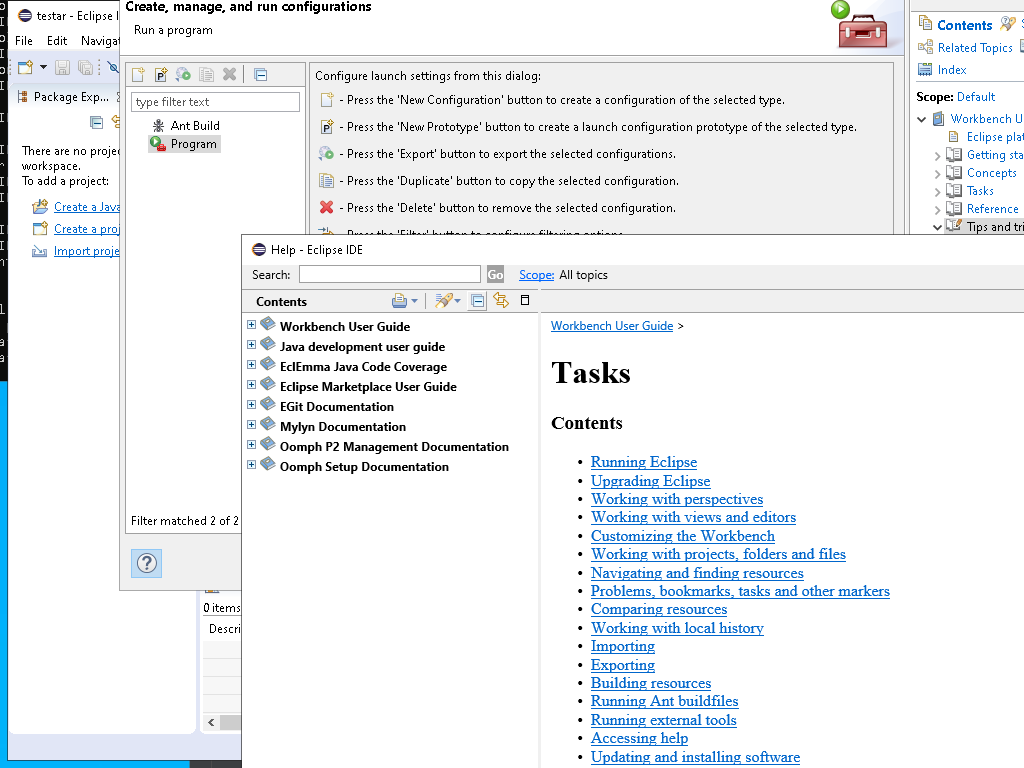 testar - Eclipse I
File Edit Naviga
Package Exp...
There are no proje
workspace.
To add a project:
Create a Java
Create a proj
Import proje
0 items
Descri
Create, manage, and run configurations
Run a program
type filter text
Ant Build
Program
Filter matched 2 of 2
Configure launch settings from this dialog:
- Press the 'New Configuration' button to create a configuration of the selected type.
- Press the 'New Prototype' button to create a launch configuration prototype of the selected type.
- Press the 'Export' button to export the selected configurations.
- Press the 'Duplicate' button to copy the selected configuration.
- Press the 'Delete' button to remove the selected configuration.
- Press the 'Filter' button to configure filtering options.
Contents
Related Topics
Index
Scope: Default
Workbench U
Eclipse plat
Getting sta
Concepts
Tasks
Reference
Tips and tri
Help - Eclipse IDE
Search: Go Scope: All topics
Contents
Workbench User Guide
Java development user guide
EclEmma Java Code Coverage
Eclipse Marketplace User Guide
EGit Documentation
Mylyn Documentation
Oomph P2 Management Documentation
Oomph Setup Documentation
Workbench User Guide >
Tasks
Contents
• Running Eclipse
• Upgrading Eclipse
• Working with perspectives
• Working with views and editors
• Customizing the Workbench
• Working with projects, folders and files
• Navigating and finding resources
• Problems, bookmarks, tasks and other markers
• Comparing resources
• Working with local history
• Importing
• Exporting
• Building resources
• Running Ant buildfiles
• Running external tools
• Accessing help
• Updating and installing software